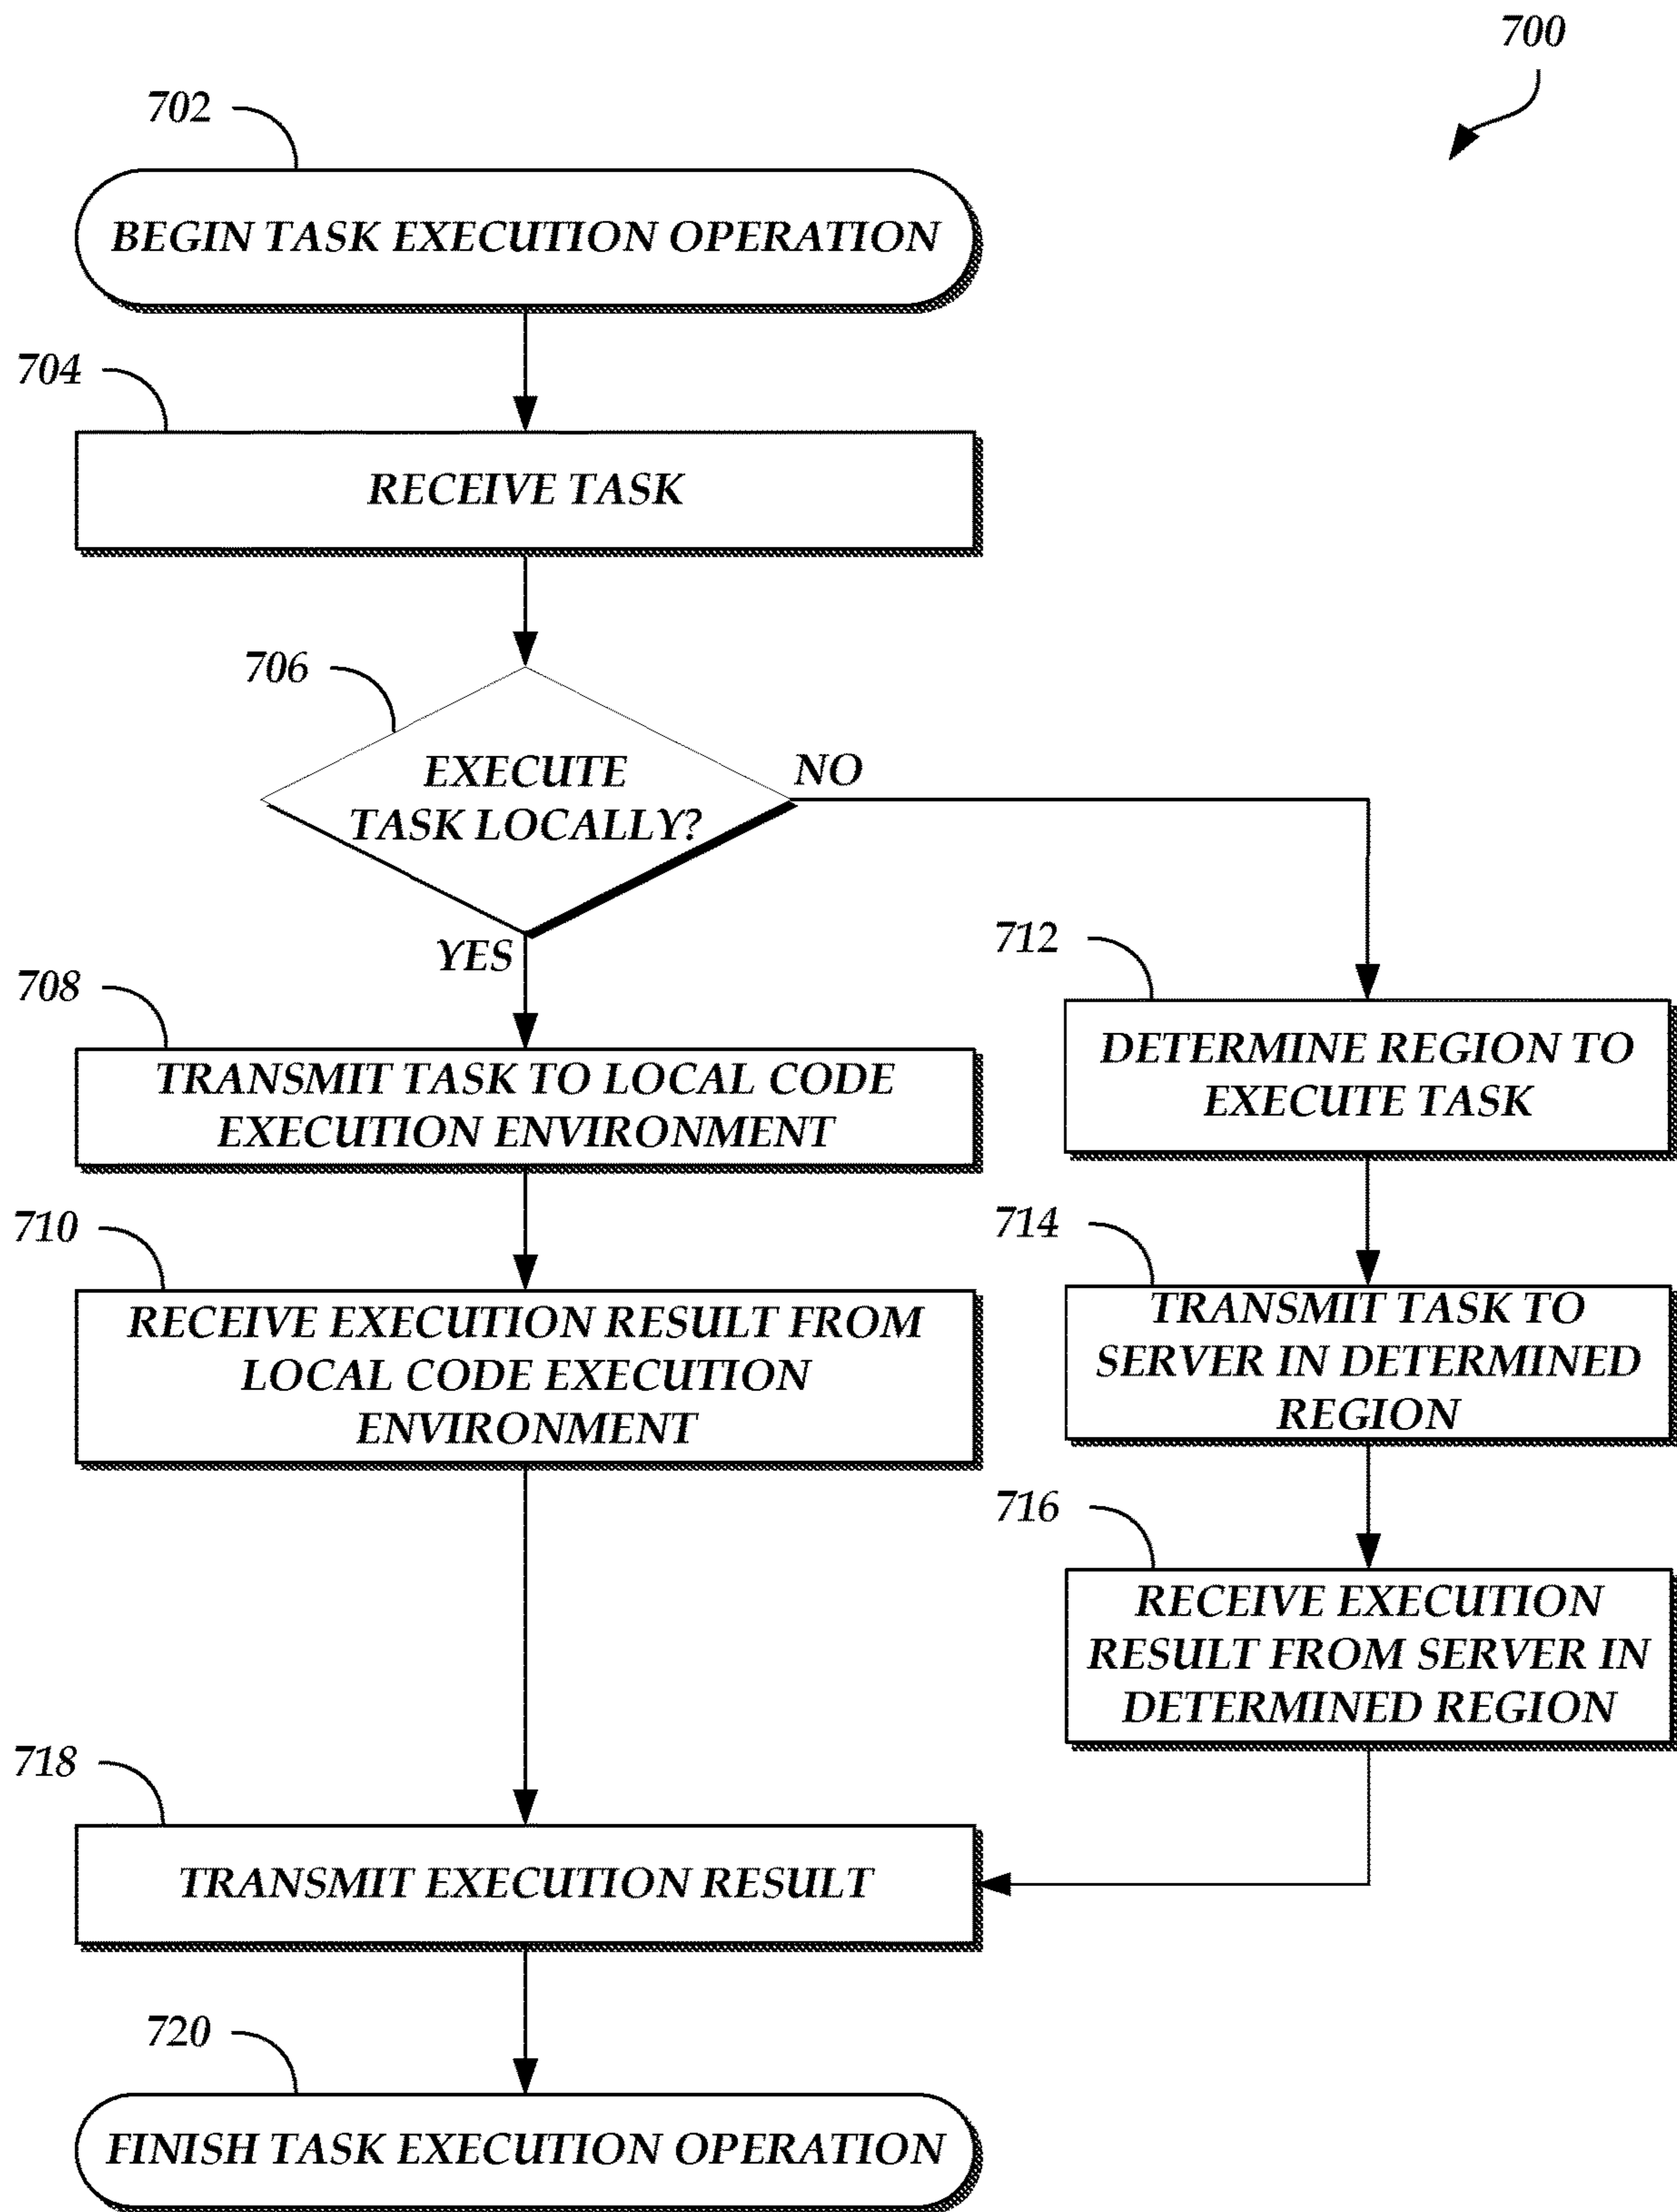 700
702
BEGIN TASK EXECUTION OPERATION
704
RECEIVE TASK
706
EXECUTE
TASK LOCALLY?
NO
YES
708
TRANSMIT TASK TO LOCAL CODE
EXECUTION ENVIRONMENT
710
RECEIVE EXECUTION RESULT FROM
LOCAL CODE EXECUTION
ENVIRONMENT
712
DETERMINE REGION TO
EXECUTE TASK
714
TRANSMIT TASK TO
SERVER IN DETERMINED
REGION
716
RECEIVE EXECUTION
RESULT FROM SERVER IN
DETERMINED REGION
718
TRANSMIT EXECUTION RESULT
720
FINISH TASK EXECUTION OPERATION